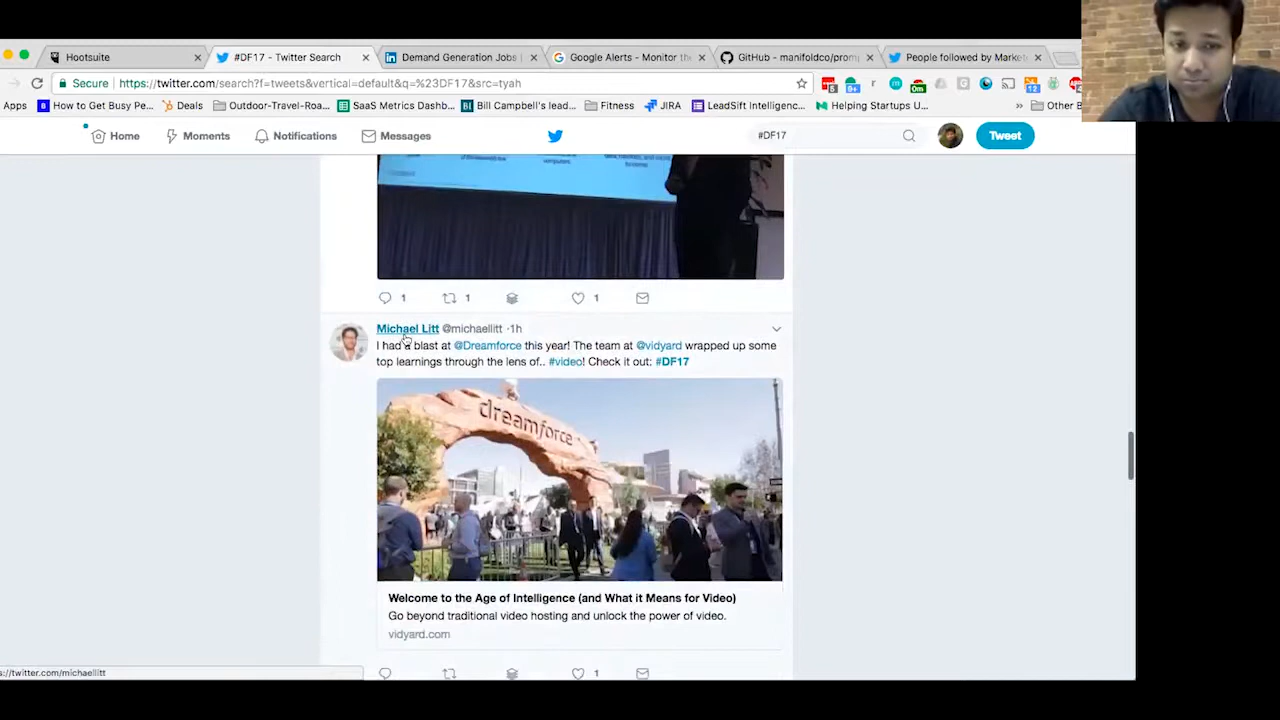 Hootsuite
#DF17 - Twitter Search
Demand Generation Jobs |
Google Alerts - Monitor the
GitHub - manifoldco/prom
People followed by Market
Secure https://twitter.com/search?f=tweets&vertical=default&q=%23DF17&src=tyah
Apps How to Get Busy Pe... Deals Outdoor-Travel-Roa... SaaS Metrics Dashb... Bill Campbell's lead... Fitness JIRA LeadSift Intelligenc... Helping Startups U... » Other B
Home Moments Notifications Messages #DF17 Tweet
1 1 1
Michael Litt @michaellitt · 1h
I had a blast at @Dreamforce this year! The team at @vidyard wrapped up some
top learnings through the lens of.. #video! Check it out: #DF17
dreamforce
Welcome to the Age of Intelligence (and What it Means for Video)
Go beyond traditional video hosting and unlock the power of video.
vidyard.com
1
s://twitter.com/michaellitt